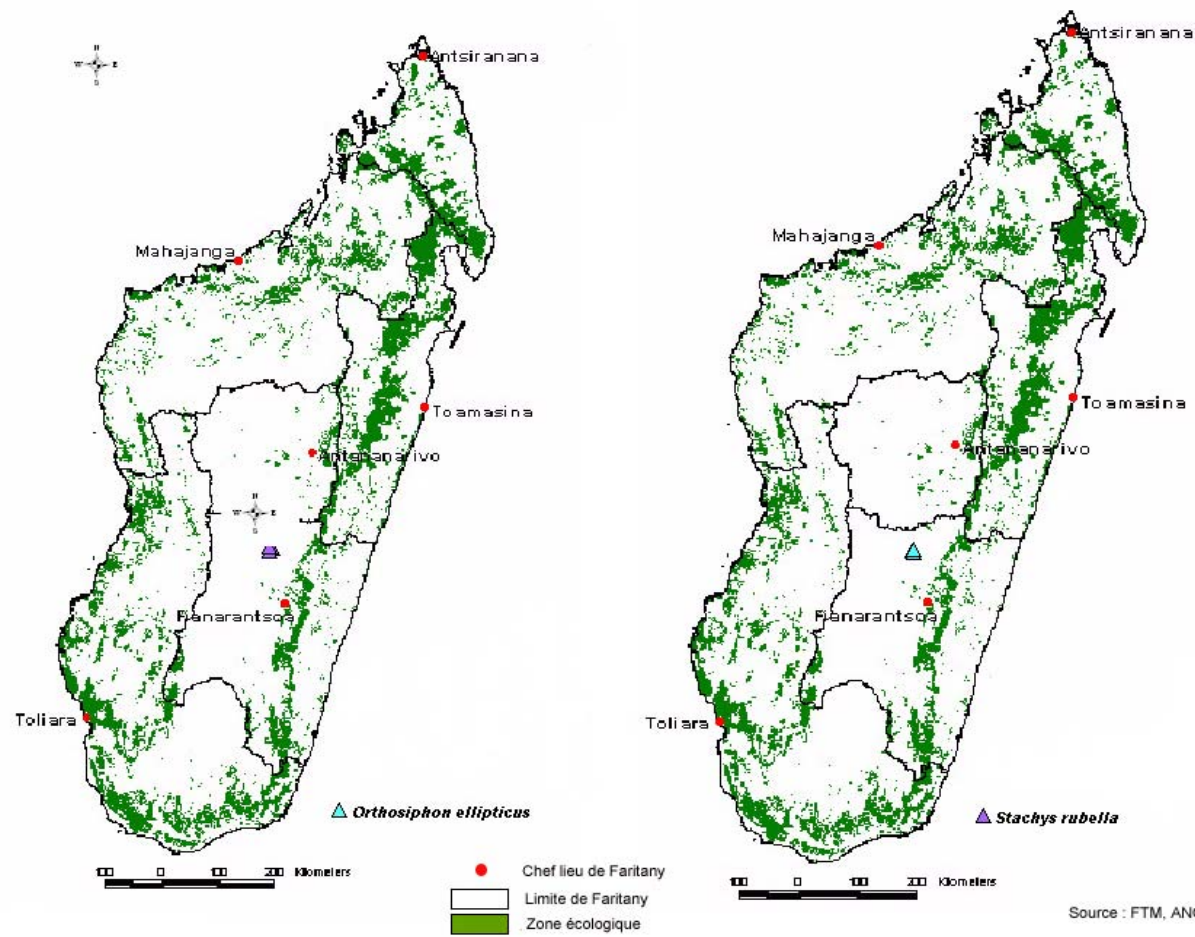 N
W E
S
Antsiranana
Mahajanga
Toamasina
Antananarivo
N
W E
S
Fianarantsoa
Toliara
Orthosiphon ellipticus
100 0 100 200 Kilometers
Antsiranana
Mahajanga
Toamasina
Antananarivo
Fianarantsoa
Toliara
Stachys rubella
100 0 100 200 Kilometers
Chef lieu de Faritany
Limite de Faritany
Zone écologique
Source : FTM, ANG